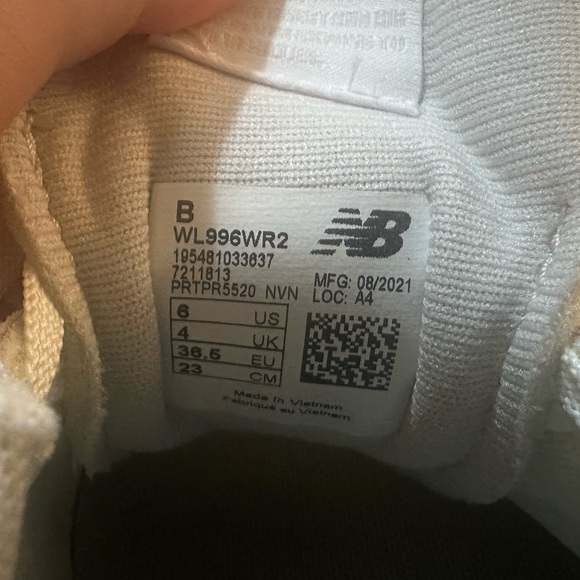 B
WL996WR2
NB
195481033637
7211813
PRTPR5520 NVN
MFG: 08/2021
LOC: A4
6 US
4 UK
36.5 EU
23 CM
Made in Vietnam
Fabriqué au Vietnam